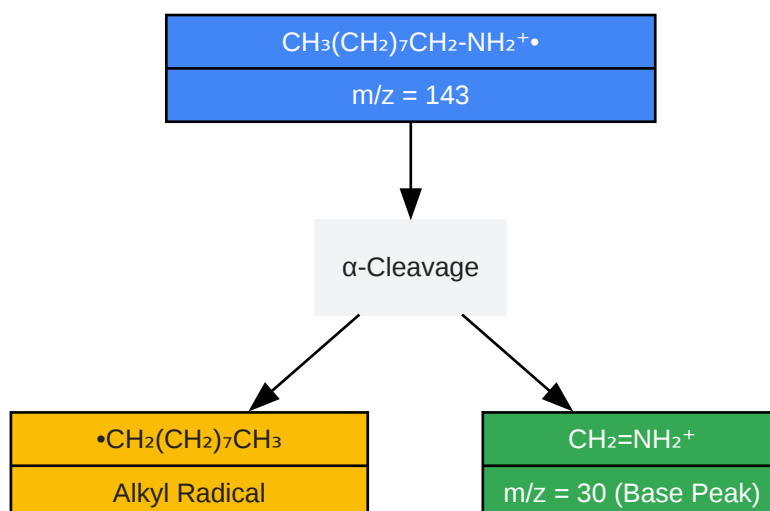 CH₃(CH₂)₇CH₂-NH₂⁺•
m/z = 143
α-Cleavage
•CH₂(CH₂)₇CH₃
CH₂=NH₂⁺
Alkyl Radical
m/z = 30 (Base Peak)